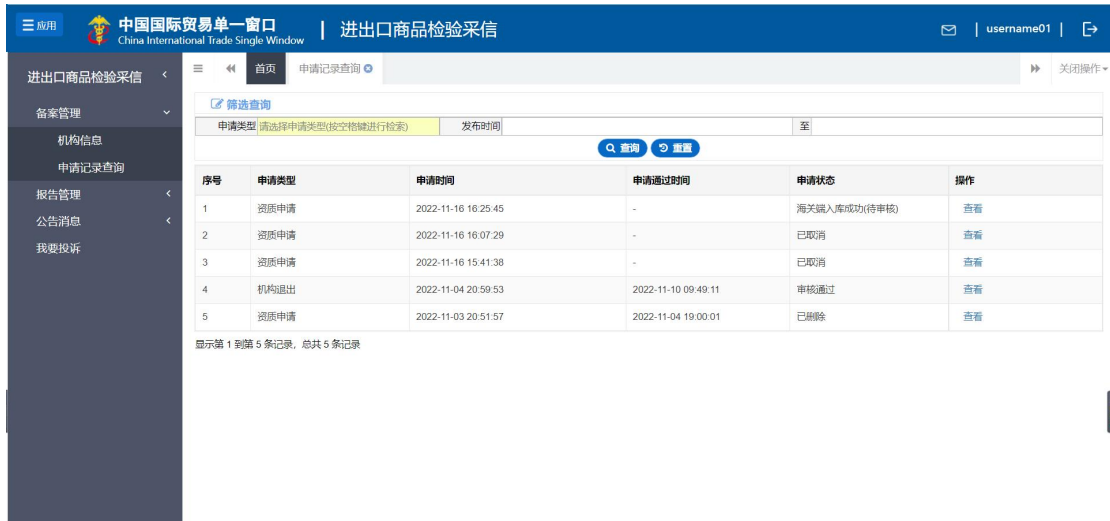 应用
中国国际贸易单一窗口 | 进出口商品检验采信
China International Trade Single Window
| username01 |
进出口商品检验采信
备案管理
机构信息
申请记录查询
报告管理
公告消息
我要投诉
首页 申请记录查询 关闭操作
筛选查询
申请类型 请选择申请类型(按空格键进行检索) 发布时间 至
查询 重置
序号 申请类型 申请时间 申请通过时间 申请状态 操作
1 资质申请 2022-11-16 16:25:45 - 海关端入库成功(待审核) 查看
2 资质申请 2022-11-16 16:07:29 - 已取消 查看
3 资质申请 2022-11-16 15:41:38 - 已取消 查看
4 机构退出 2022-11-04 20:59:53 2022-11-10 09:49:11 审核通过 查看
5 资质申请 2022-11-03 20:51:57 2022-11-04 19:00:01 已删除 查看
显示第 1 到第 5 条记录，总共 5 条记录